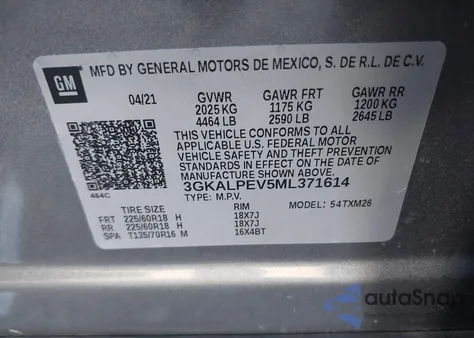 GM
MFD BY GENERAL MOTORS DE MEXICO, S. DE R.L. DE C.V.
04/21 GVWR GAWR FRT GAWR RR
2025 KG 1175 KG 1200 KG
4464 LB 2590 LB 2645 LB
THIS VEHICLE CONFORMS TO ALL
APPLICABLE U.S. FEDERAL MOTOR
VEHICLE SAFETY, BUMPER, AND THEFT
PREVENTION STANDARDS IN EFFECT ON
THE DATE OF MANUFACTURE SHOWN ABOVE.
464C
3GKALPEV5ML371614
TYPE: M.P.V. MODEL: 54TXM26
TIRE SIZE RIM
FRT 225/60R18 H 18X7J
RR 225/60R18 H 18X7J
SPA T135/70R16 M 16X4BT
autoSnap